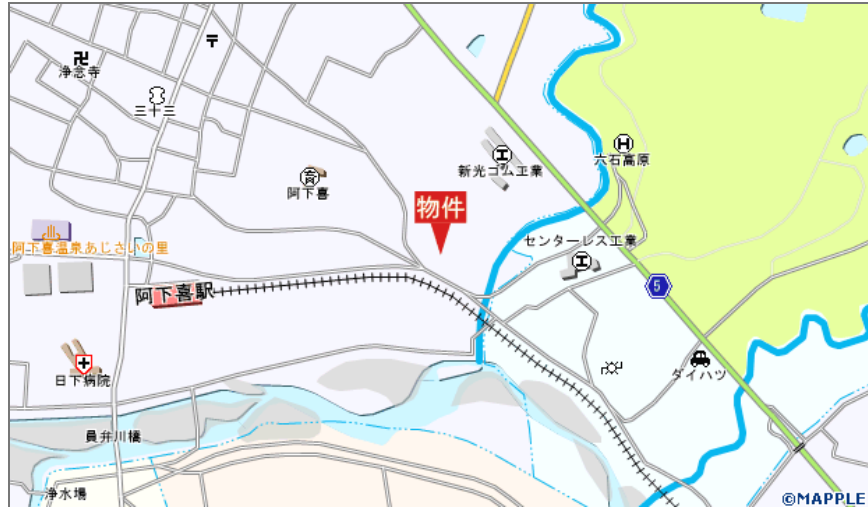 浄念寺
三十三
新光ゴム工業
六石高原
阿下喜
物件
センターレス工業
阿下喜温泉あじさいの里
阿下喜駅
5
ダイハツ
日下病院
員弁川橋
浄水場
©MAPPLE